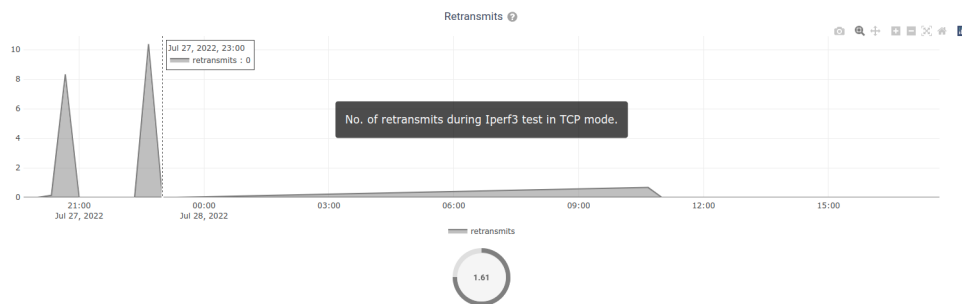 Retransmits ?
10
8
6
4
2
0
Jul 27, 2022, 23:00
retransmits : 0
No. of retransmits during Iperf3 test in TCP mode.
21:00
Jul 27, 2022
00:00
Jul 28, 2022
03:00
06:00
09:00
12:00
15:00
retransmits
1.61